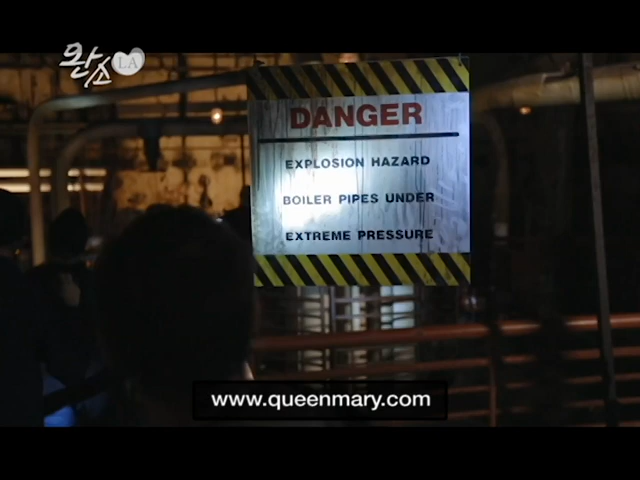 완소 LA
DANGER
EXPLOSION HAZARD
BOILER PIPES UNDER
EXTREME PRESSURE
www.queenmary.com